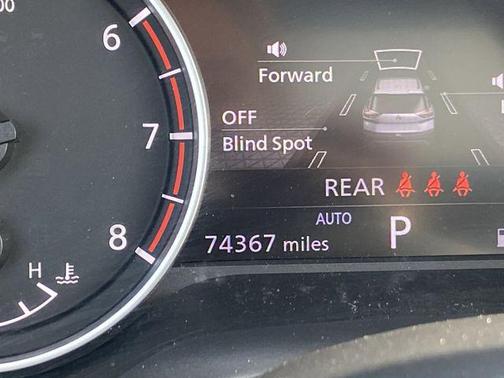 6
7
8
H
Forward
OFF
Blind Spot
REAR
AUTO
74367 miles
P